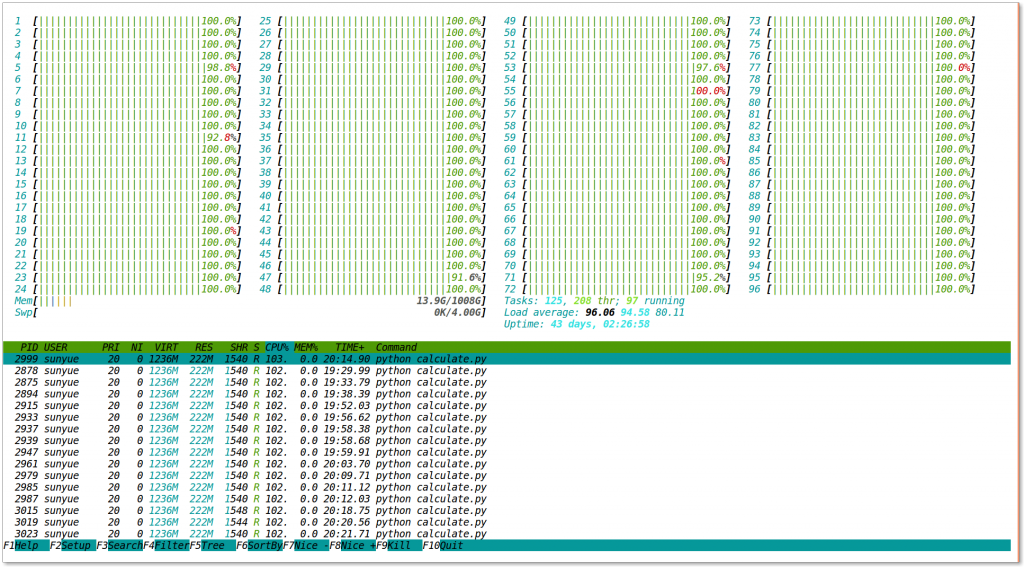 1 [100.0%] 25 [100.0%] 49 [100.0%] 73 [100.0%]
2 [100.0%] 26 [100.0%] 50 [100.0%] 74 [100.0%]
3 [100.0%] 27 [100.0%] 51 [100.0%] 75 [100.0%]
4 [100.0%] 28 [100.0%] 52 [100.0%] 76 [100.0%]
5 [98.8%] 29 [100.0%] 53 [97.6%] 77 [100.0%]
6 [100.0%] 30 [100.0%] 54 [100.0%] 78 [100.0%]
7 [100.0%] 31 [100.0%] 55 [100.0%] 79 [100.0%]
8 [100.0%] 32 [100.0%] 56 [100.0%] 80 [100.0%]
9 [100.0%] 33 [100.0%] 57 [100.0%] 81 [100.0%]
10 [100.0%] 34 [100.0%] 58 [100.0%] 82 [100.0%]
11 [92.8%] 35 [100.0%] 59 [100.0%] 83 [100.0%]
12 [100.0%] 36 [100.0%] 60 [100.0%] 84 [100.0%]
13 [100.0%] 37 [100.0%] 61 [100.0%] 85 [100.0%]
14 [100.0%] 38 [100.0%] 62 [100.0%] 86 [100.0%]
15 [100.0%] 39 [100.0%] 63 [100.0%] 87 [100.0%]
16 [100.0%] 40 [100.0%] 64 [100.0%] 88 [100.0%]
17 [100.0%] 41 [100.0%] 65 [100.0%] 89 [100.0%]
18 [100.0%] 42 [100.0%] 66 [100.0%] 90 [100.0%]
19 [100.0%] 43 [100.0%] 67 [100.0%] 91 [100.0%]
20 [100.0%] 44 [100.0%] 68 [100.0%] 92 [100.0%]
21 [100.0%] 45 [100.0%] 69 [100.0%] 93 [100.0%]
22 [100.0%] 46 [100.0%] 70 [100.0%] 94 [100.0%]
23 [100.0%] 47 [91.6%] 71 [95.2%] 95 [100.0%]
24 [100.0%] 48 [100.0%] 72 [100.0%] 96 [100.0%]
Mem[13.9G/1008G] Tasks: 125, 208 thr; 97 running
Swp[0K/4.00G] Load average: 96.06 94.58 80.11
Uptime: 43 days, 02:26:58
PID USER PRI NI VIRT RES SHR S CPU% MEM% TIME+ Command
2999 sunyue 20 0 1236M 222M 1540 R 103. 0.0 20:14.90 python calculate.py
2878 sunyue 20 0 1236M 222M 1540 R 102. 0.0 19:29.99 python calculate.py
2875 sunyue 20 0 1236M 222M 1540 R 102. 0.0 19:33.79 python calculate.py
2894 sunyue 20 0 1236M 222M 1540 R 102. 0.0 19:38.39 python calculate.py
2915 sunyue 20 0 1236M 222M 1540 R 102. 0.0 19:52.03 python calculate.py
2933 sunyue 20 0 1236M 222M 1540 R 102. 0.0 19:56.62 python calculate.py
2937 sunyue 20 0 1236M 222M 1540 R 102. 0.0 19:58.38 python calculate.py
2939 sunyue 20 0 1236M 222M 1540 R 102. 0.0 19:58.68 python calculate.py
2947 sunyue 20 0 1236M 222M 1540 R 102. 0.0 19:59.91 python calculate.py
2961 sunyue 20 0 1236M 222M 1540 R 102. 0.0 20:03.70 python calculate.py
2979 sunyue 20 0 1236M 222M 1540 R 102. 0.0 20:09.71 python calculate.py
2985 sunyue 20 0 1236M 222M 1540 R 102. 0.0 20:11.12 python calculate.py
2987 sunyue 20 0 1236M 222M 1540 R 102. 0.0 20:12.03 python calculate.py
3015 sunyue 20 0 1236M 222M 1548 R 102. 0.0 20:18.75 python calculate.py
3019 sunyue 20 0 1236M 222M 1544 R 102. 0.0 20:20.56 python calculate.py
3023 sunyue 20 0 1236M 222M 1540 R 102. 0.0 20:21.71 python calculate.py
F1Help F2Setup F3SearchF4FilterF5Tree F6SortByF7Nice -F8Nice +F9Kill F10Quit